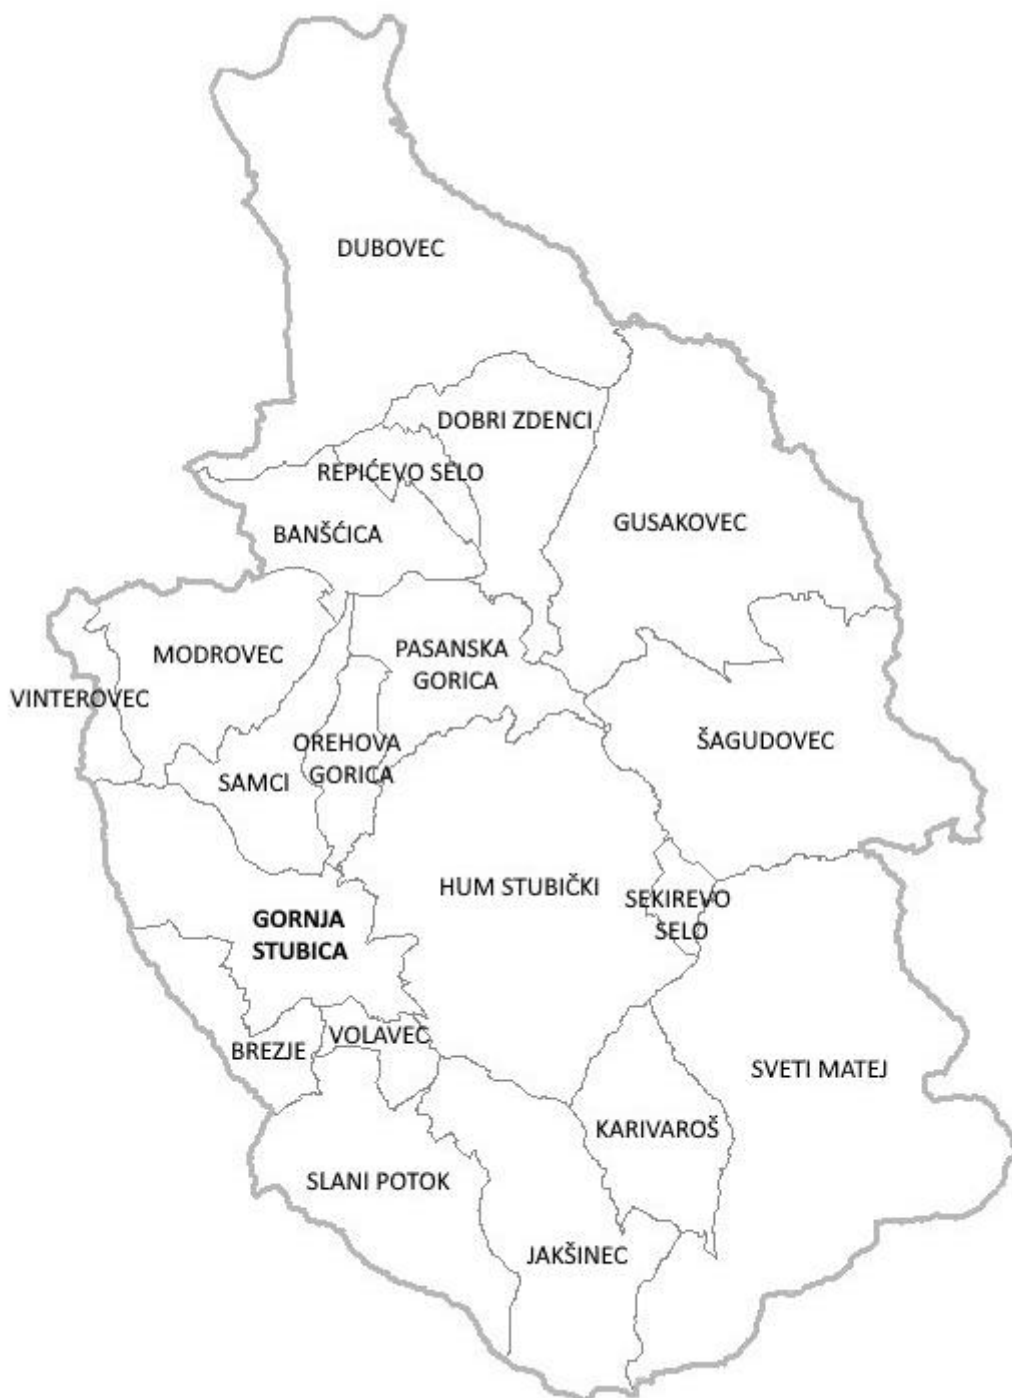 DUBOVEC
DOBRI ZDENCI
REPIĆEVO SELO
GUSAKOVEC
BANŠĆICA
MODROVEC
PASANSKA
GORICA
VINTEROVEC
OREHOVA
GORICA
ŠAGUDOVEC
SAMCI
HUM STUBIČKI
SEKIREVO
SELO
GORNJA
STUBICA
VOLAVEC
BREZJE
SVETI MATEJ
KARIVAROŠ
SLANI POTOK
JAKŠINEC